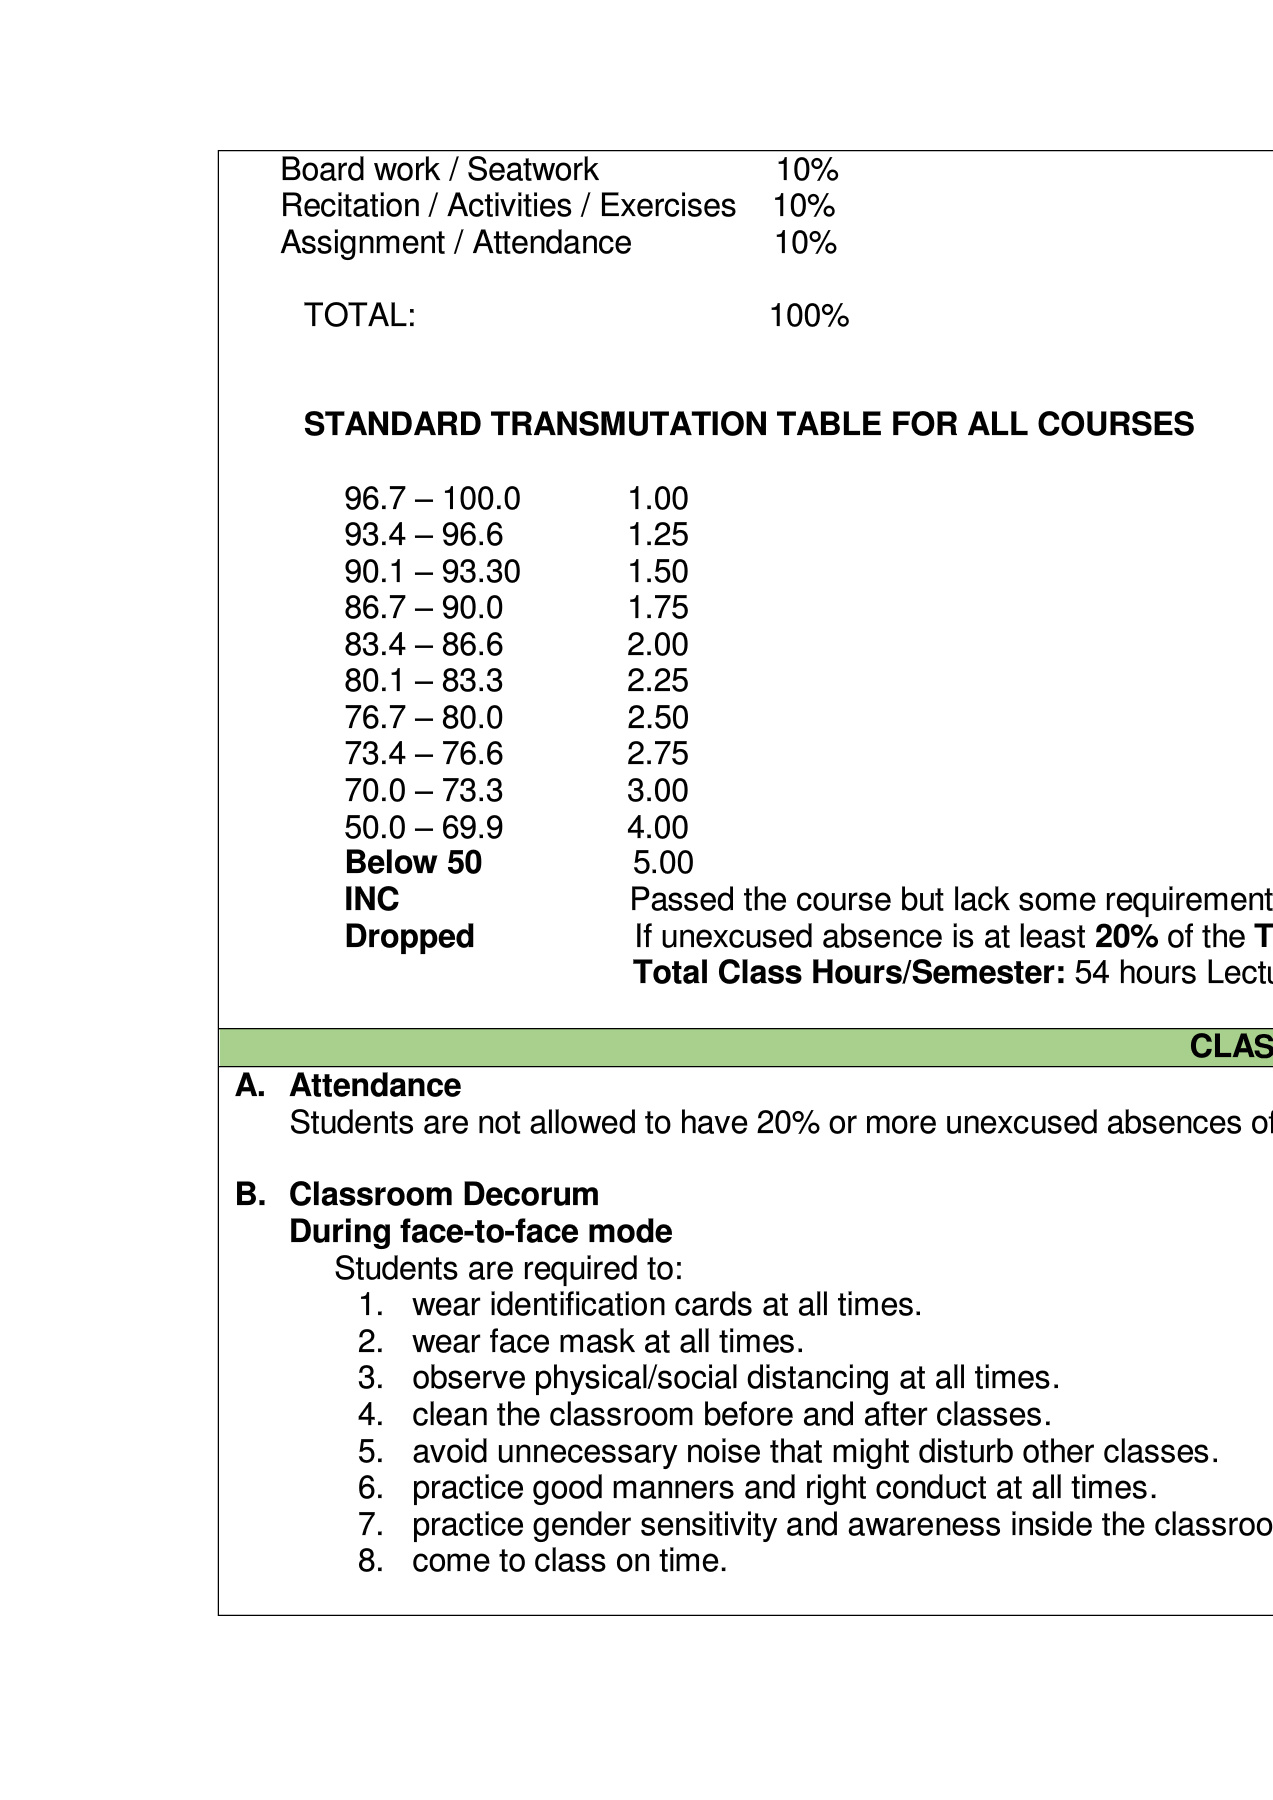 Board work / Seatwork 10%
Recitation / Activities / Exercises 10%
Assignment / Attendance 10%
TOTAL: 100%
STANDARD TRANSMUTATION TABLE FOR ALL COURSES
96.7 – 100.0 1.00
93.4 – 96.6 1.25
90.1 – 93.30 1.50
86.7 – 90.0 1.75
83.4 – 86.6 2.00
80.1 – 83.3 2.25
76.7 – 80.0 2.50
73.4 – 76.6 2.75
70.0 – 73.3 3.00
50.0 – 69.9 4.00
Below 50 5.00
INC Passed the course but lack some requirement
Dropped If unexcused absence is at least 20% of the T
Total Class Hours/Semester: 54 hours Lectu
CLAS
A. Attendance
Students are not allowed to have 20% or more unexcused absences of
B. Classroom Decorum
During face-to-face mode
Students are required to:
1. wear identification cards at all times.
2. wear face mask at all times.
3. observe physical/social distancing at all times.
4. clean the classroom before and after classes.
5. avoid unnecessary noise that might disturb other classes.
6. practice good manners and right conduct at all times.
7. practice gender sensitivity and awareness inside the classroo
8. come to class on time.